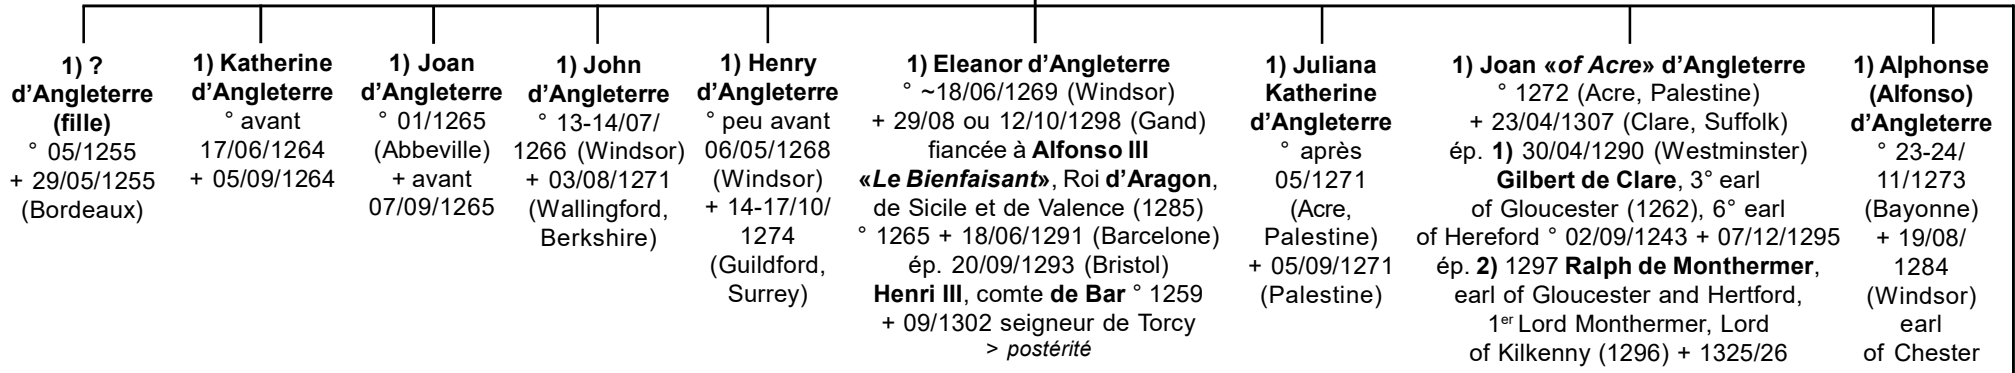 1) ?
d’Angleterre
(fille)
° 05/1255
+ 29/05/1255
(Bordeaux)
1) Katherine
d’Angleterre
° avant
17/06/1264
+ 05/09/1264
1) Joan
d’Angleterre
° 01/1265
(Abbeville)
+ avant
07/09/1265
1) John
d’Angleterre
° 13-14/07/
1266 (Windsor)
+ 03/08/1271
(Wallingford,
Berkshire)
1) Henry
d’Angleterre
° peu avant
06/05/1268
(Windsor)
+ 14-17/10/
1274
(Guildford,
Surrey)
1) Eleanor d’Angleterre
° ~18/06/1269 (Windsor)
+ 29/08 ou 12/10/1298 (Gand)
fiancée à Alfonso III
«Le Bienfaisant», Roi d’Aragon,
de Sicile et de Valence (1285)
° 1265 + 18/06/1291 (Barcelone)
ép. 20/09/1293 (Bristol)
Henri III, comte de Bar ° 1259
+ 09/1302 seigneur de Torcy
> postérité
1) Juliana
Katherine
d’Angleterre
° après
05/1271
(Acre,
Palestine)
+ 05/09/1271
(Palestine)
1) Joan «of Acre» d’Angleterre
° 1272 (Acre, Palestine)
+ 23/04/1307 (Clare, Suffolk)
ép. 1) 30/04/1290 (Westminster)
Gilbert de Clare, 3° earl
of Gloucester (1262), 6° earl
of Hereford ° 02/09/1243 + 07/12/1295
ép. 2) 1297 Ralph de Monthermer,
earl of Gloucester and Hertford,
1er Lord Monthermer, Lord
of Kilkenny (1296) + 1325/26
1) Alphonse
(Alfonso)
d’Angleterre
° 23-24/
11/1273
(Bayonne)
+ 19/08/
1284
(Windsor)
earl
of Chester